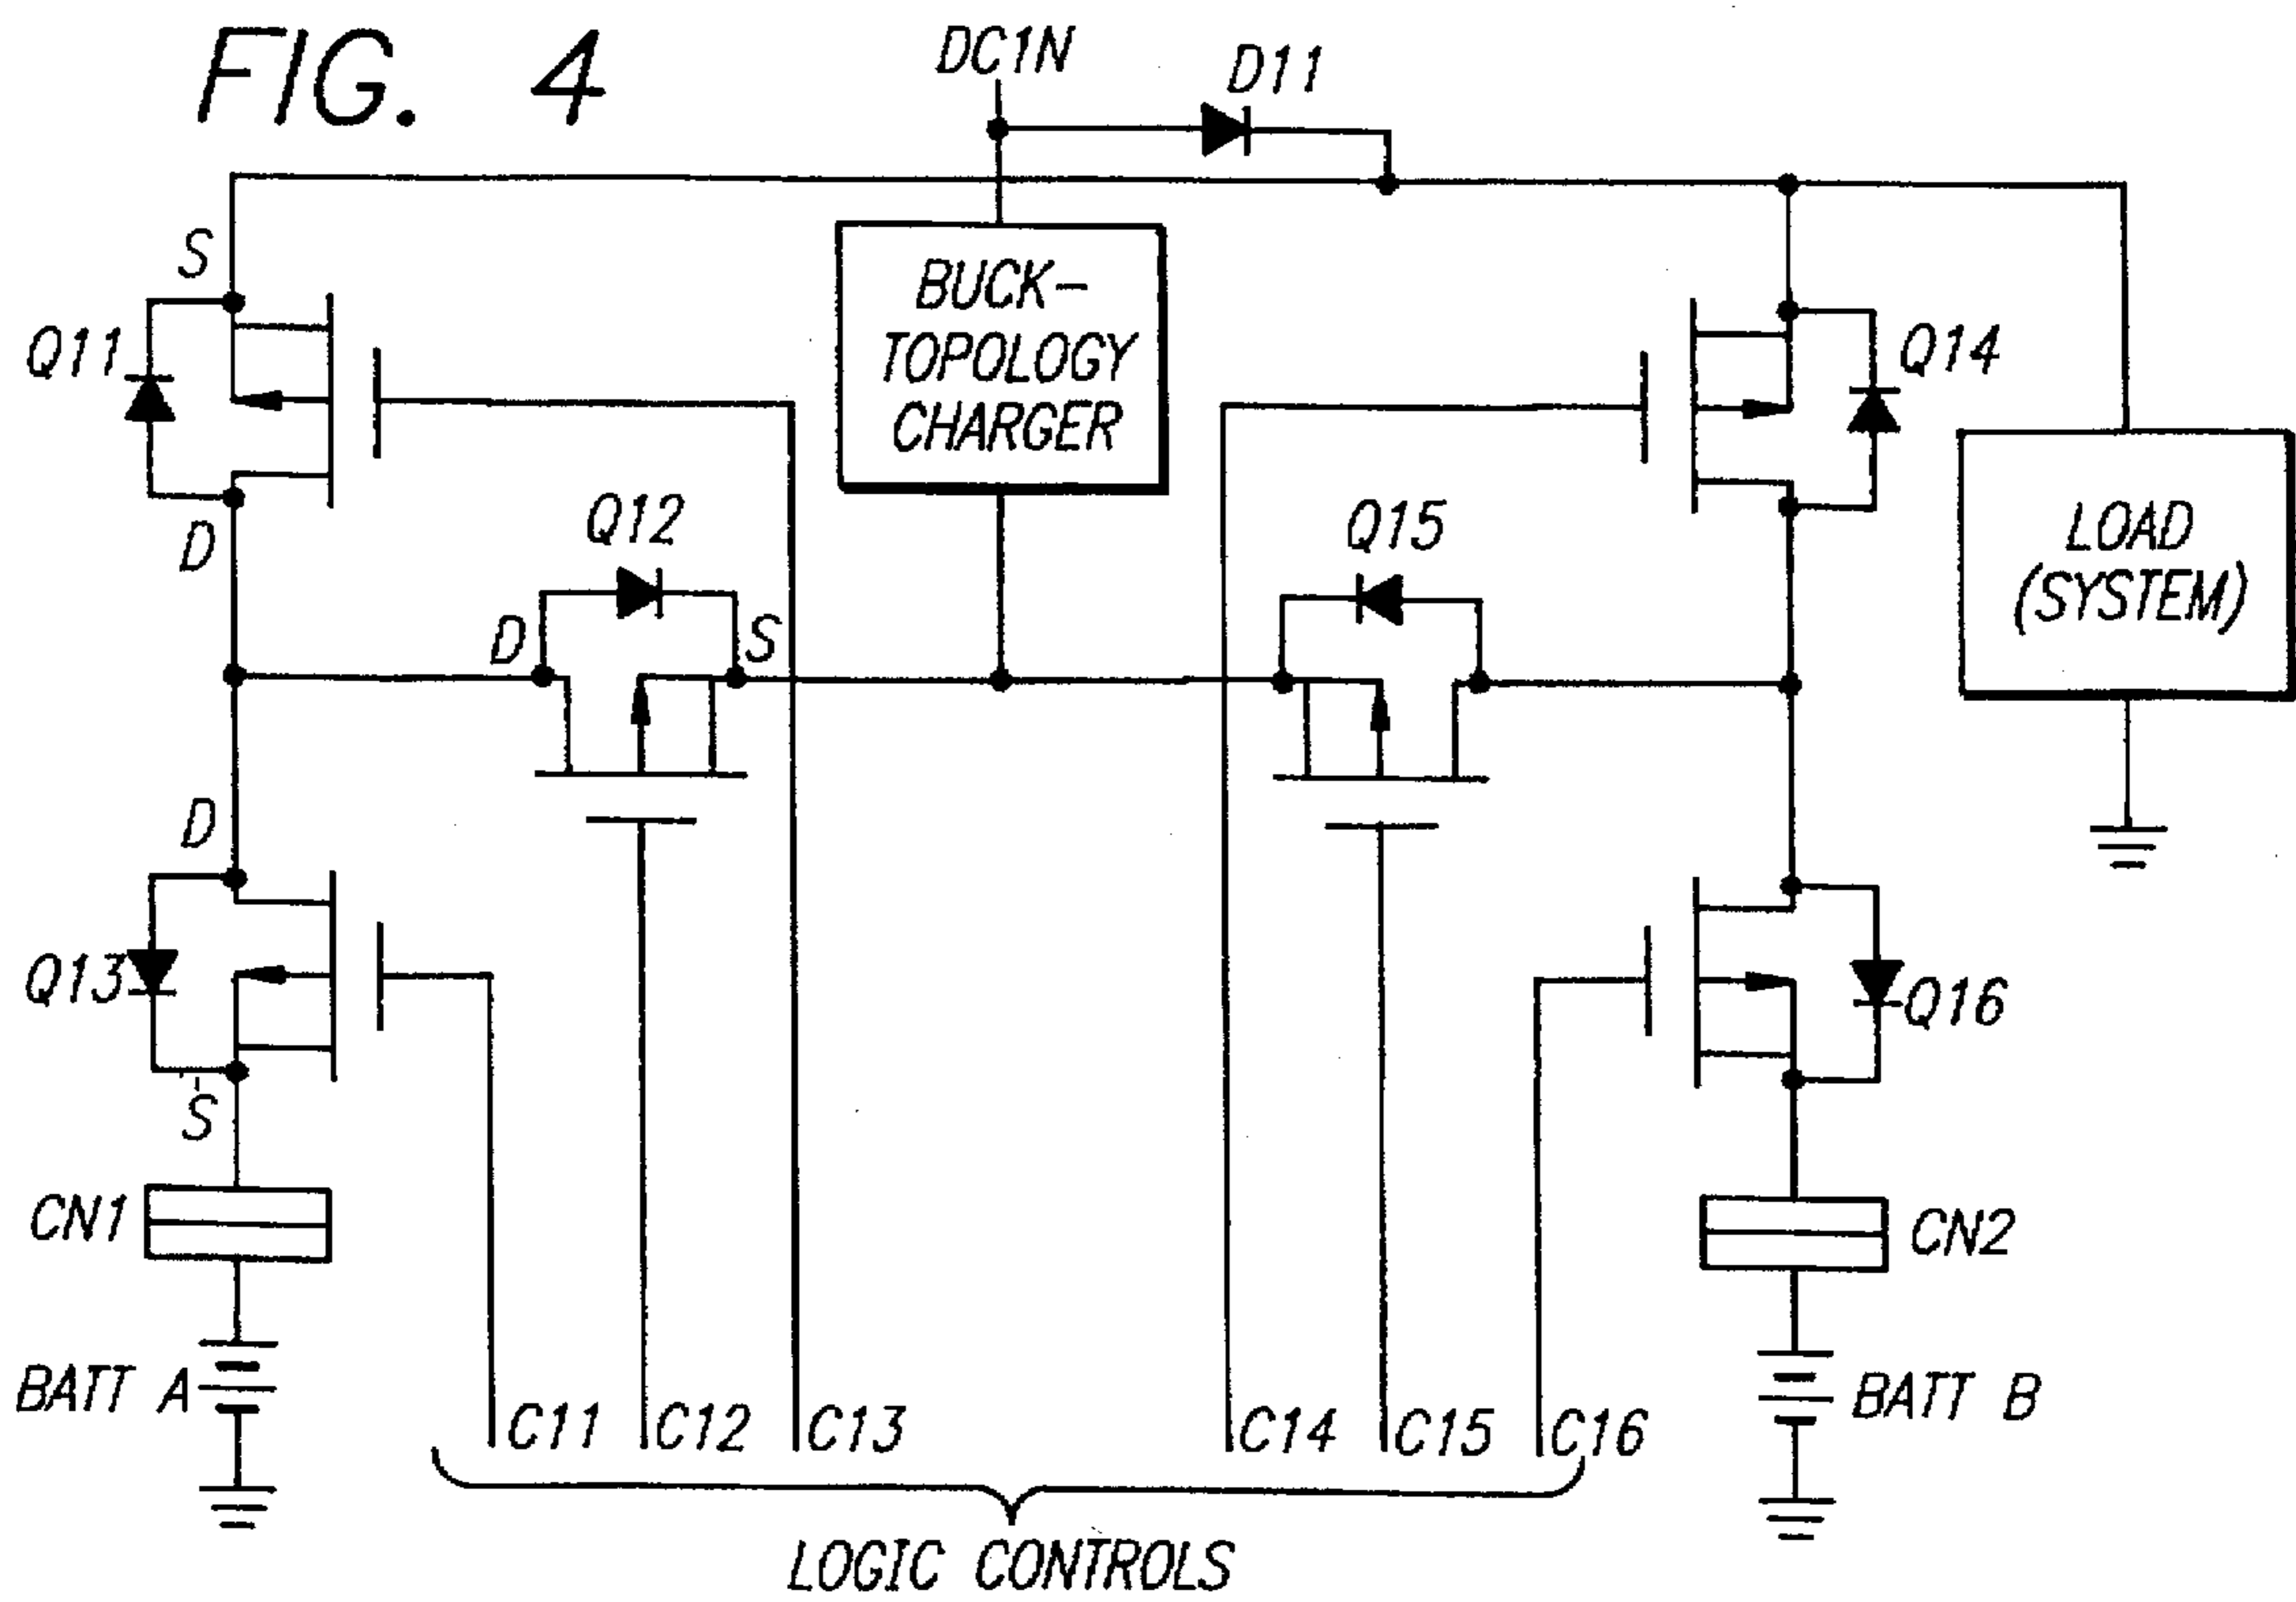 FIG. 4
DC1N
D11
S
Q11
D
BUCK-
TOPOLOGY
CHARGER
Q14
Q12
Q15
D
S
LOAD
(SYSTEM)
D
Q13
S
Q16
CN1
CN2
BATT A
BATT B
C11
C12
C13
C14
C15
C16
LOGIC CONTROLS